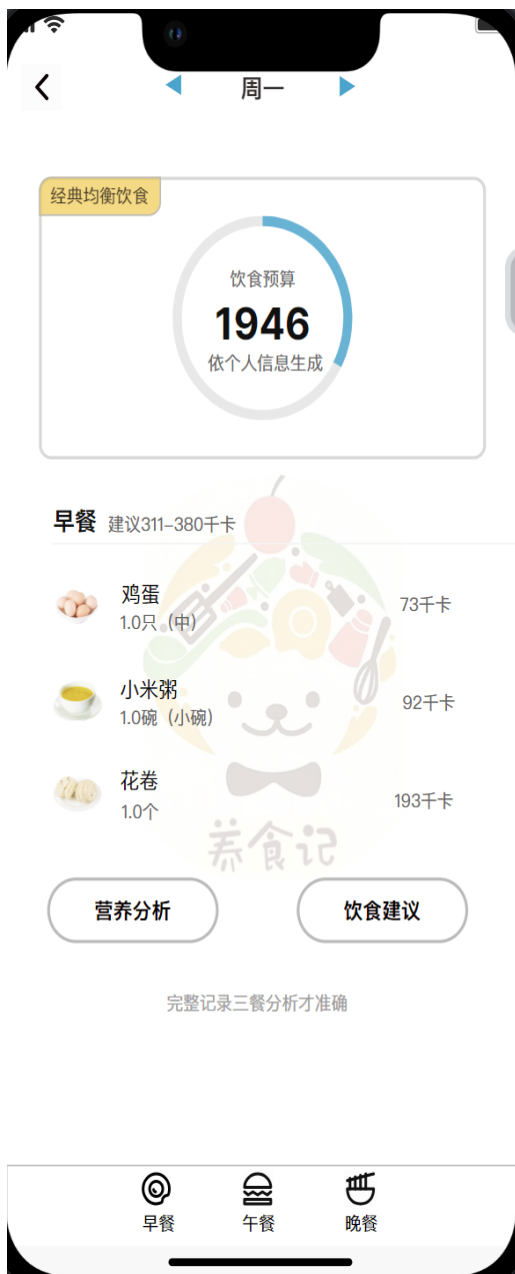 周一
经典均衡饮食
饮食预算
1946
依个人信息生成
早餐 建议311–380千卡
鸡蛋
1.0只（中） 73千卡
小米粥
1.0碗（小碗） 92千卡
花卷
1.0个 193千卡
养食记
营养分析 饮食建议
完整记录三餐分析才准确
早餐 午餐 晚餐